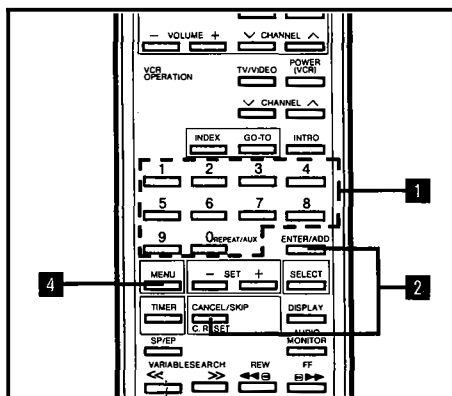 − VOLUME + ∨ CHANNEL ∧
VCR OPERATION TV/VIDEO POWER (VCR)
∨ CHANNEL ∧
INDEX GO-TO INTRO
1 2 3 4
1
5 6 7 8
9 0 REPEAT/AUX ENTER/ADD
4 MENU − SET + SELECT 2
TIMER CANCEL/SKIP DISPLAY
C. RESET AUDIO
SP/EP MONITOR
VARIABLE SEARCH REW FF
<< >> ◀◀ ▶▶